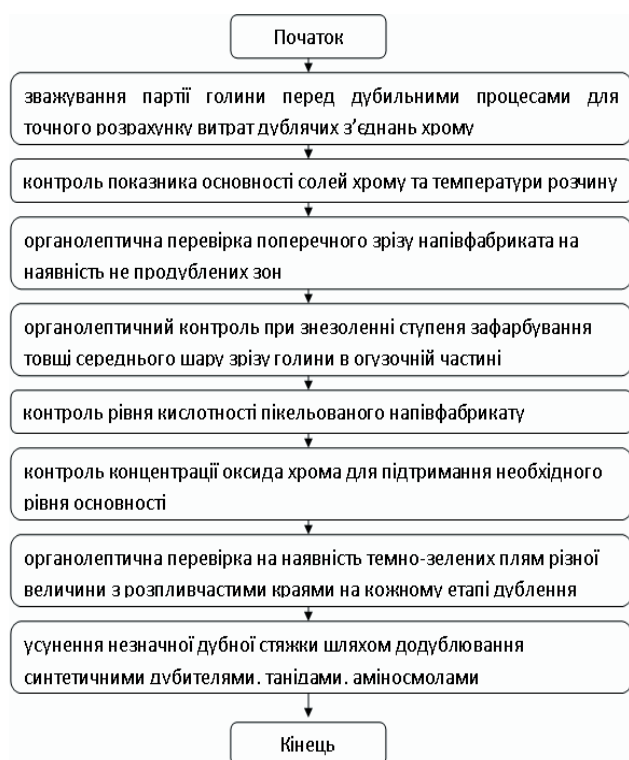 Початок
зважування партії голини перед дубильними процесами для
точного розрахунку витрат дублячих з’єднань хрому
контроль показника основності солей хрому та температури розчину
органолептична перевірка поперечного зрізу напівфабриката на
наявність не продублених зон
органолептичний контроль при знезоленні ступеня зафарбування
товщі середнього шару зрізу голини в огузочній частині
контроль рівня кислотності пікельованого напівфабрикату
контроль концентрації оксида хрома для підтримання необхідного
рівня основності
органолептична перевірка на наявність темно-зелених плям різної
величини з розпливчастими краями на кожному етапі дублення
усунення незначної дубної стяжки шляхом додублювання
синтетичними дубителями, танідами, аміносмолами
Кінець